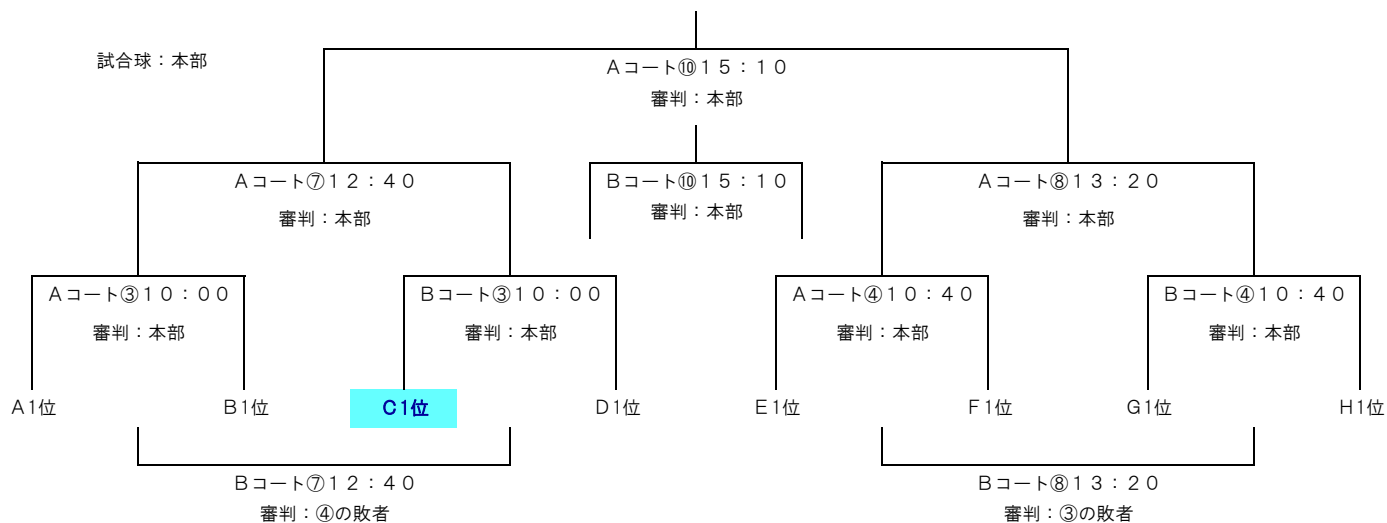 試合球：本部
Ａコート⑩１５：１０
審判：本部
Ａコート⑦１２：４０
審判：本部
Ｂコート⑩１５：１０
審判：本部
Ａコート⑧１３：２０
審判：本部
Ａコート③１０：００
審判：本部
Ｂコート③１０：００
審判：本部
Ａコート④１０：４０
審判：本部
Ｂコート④１０：４０
審判：本部
Ａ1位
Ｂ1位
Ｃ1位
Ｄ1位
Ｅ1位
Ｆ1位
Ｇ1位
Ｈ1位
Ｂコート⑦１２：４０
審判：④の敗者
Ｂコート⑧１３：２０
審判：③の敗者